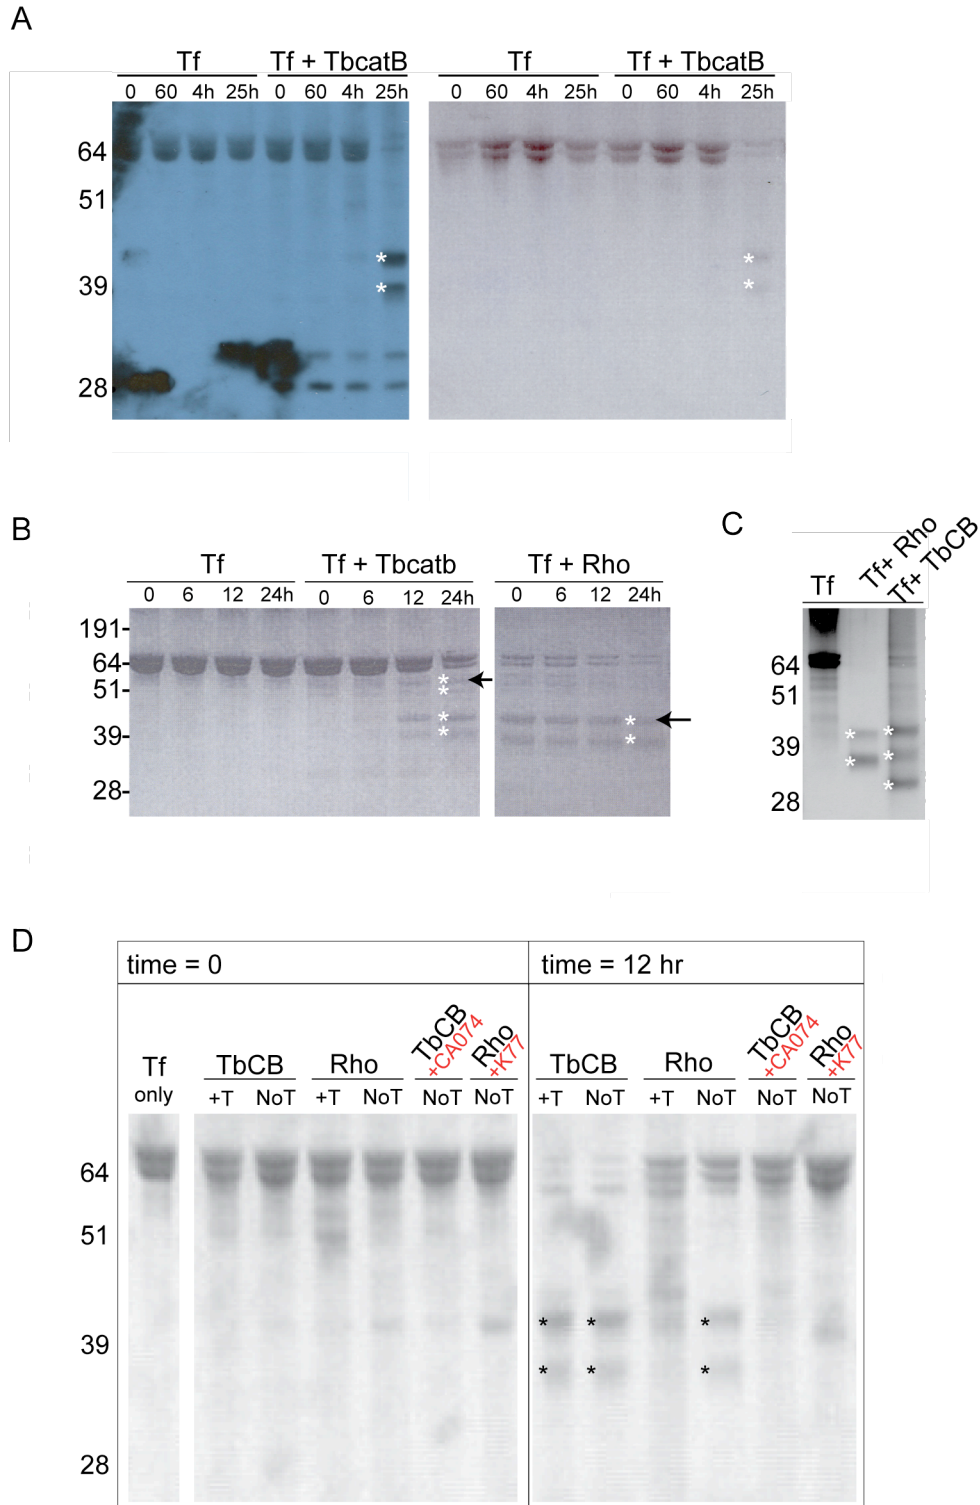 A
Tf Tf + TbcatB Tf Tf + TbcatB
0 60 4h 25h 0 60 4h 25h 0 60 4h 25h 0 60 4h 25h
64
51
*
39 * *
*
28
B C
Tf Tf + Tbcatb Tf + Rho
0 6 12 24h 0 6 12 24h 0 6 12 24h
191-
64-
51-
39-
28-
* * * *
*
*
Tf Tf+ Rho Tf+ TbCB
64
51
39
28
* *
* * *
D
time = 0 time = 12 hr
Tf only TbCB Rho TbCB +CA074 Rho +K77 TbCB Rho TbCB +CA074 Rho +K77
+T NoT +T NoT NoT NoT +T NoT +T NoT NoT NoT
64
51
* * *
39
* * *
28